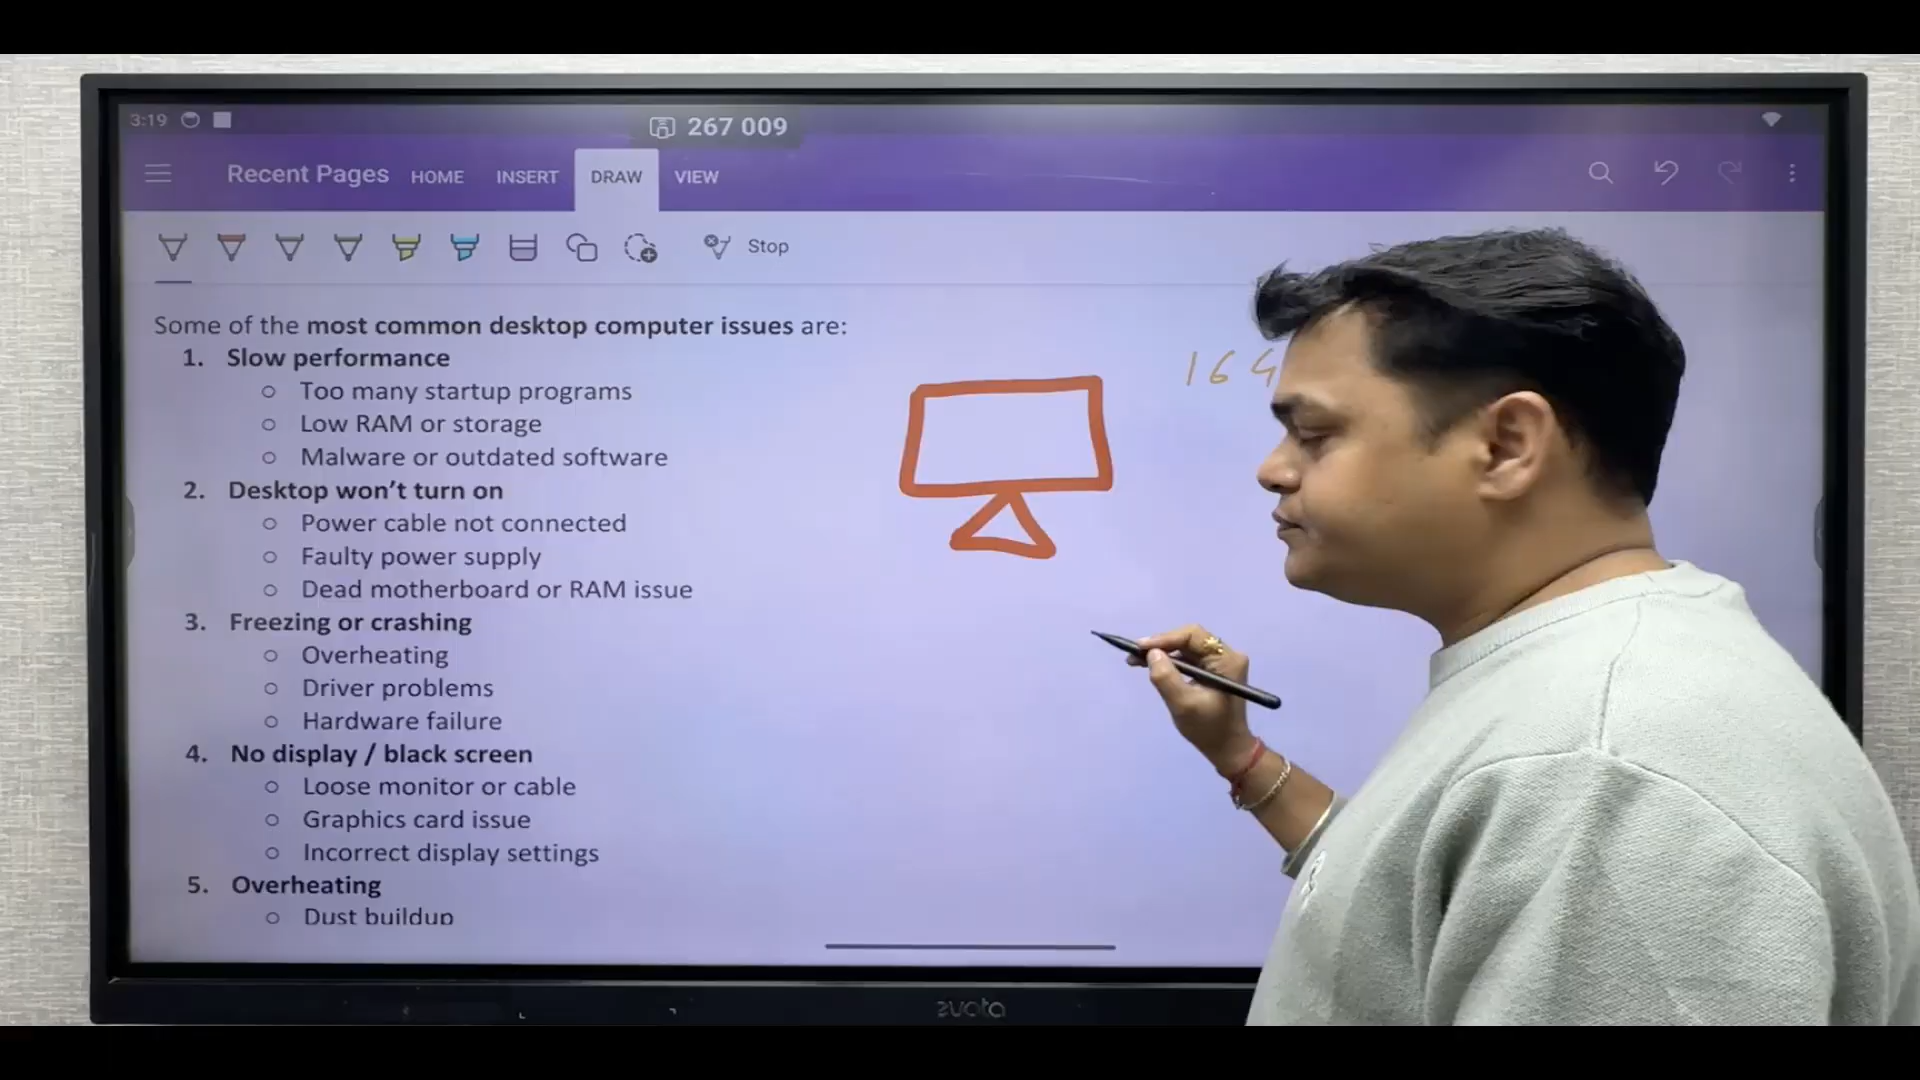 3:19
267 009
Recent Pages HOME INSERT DRAW VIEW
Stop
Some of the most common desktop computer issues are:
1. Slow performance
○ Too many startup programs
○ Low RAM or storage
○ Malware or outdated software
2. Desktop won’t turn on
○ Power cable not connected
○ Faulty power supply
○ Dead motherboard or RAM issue
3. Freezing or crashing
○ Overheating
○ Driver problems
○ Hardware failure
4. No display / black screen
○ Loose monitor or cable
○ Graphics card issue
○ Incorrect display settings
5. Overheating
○ Dust buildup
16